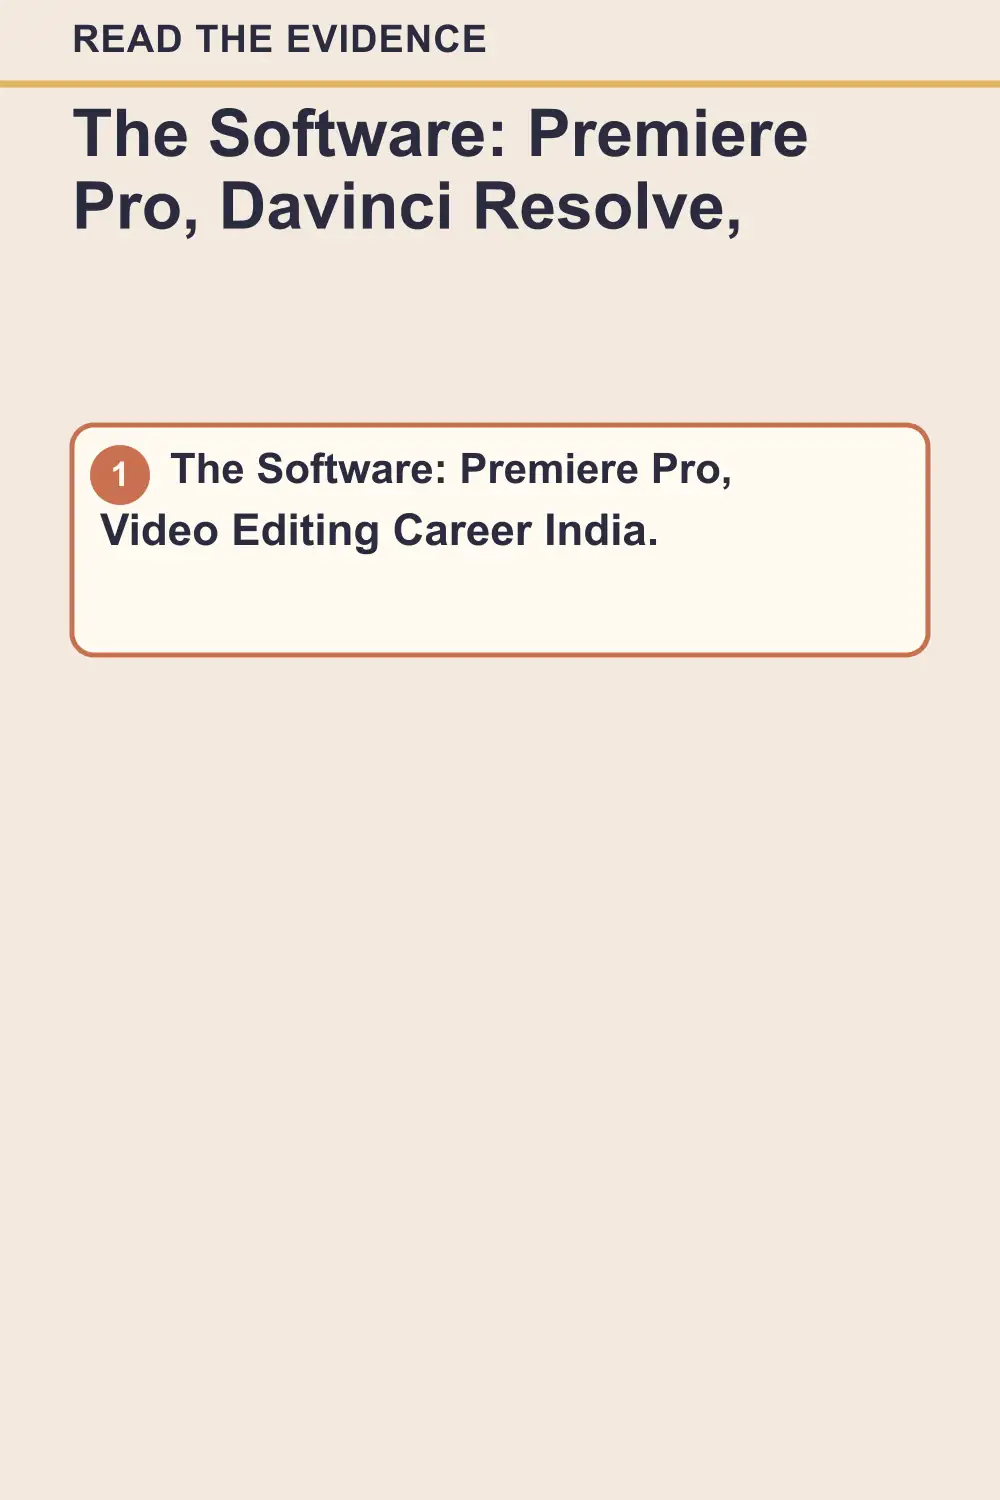 READ THE EVIDENCE
The Software: Premiere
Pro, Davinci Resolve,
1 The Software: Premiere Pro,
Video Editing Career India.